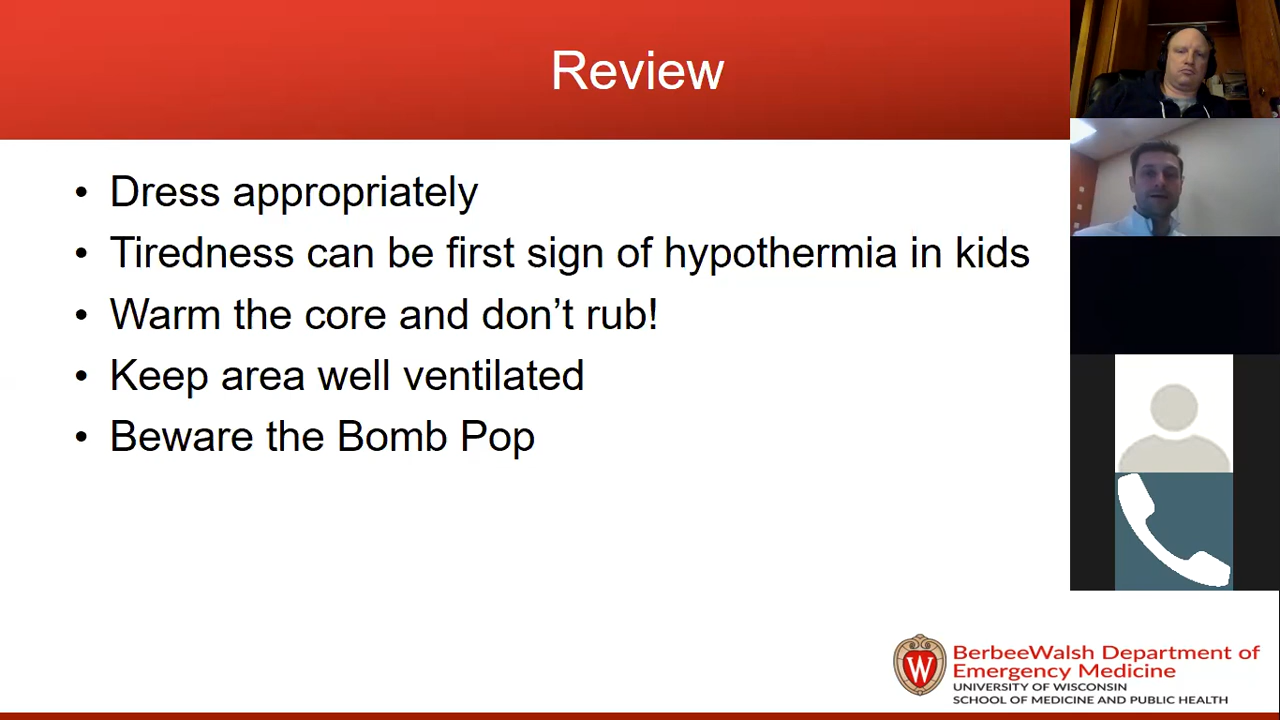 Review
• Dress appropriately
• Tiredness can be first sign of hypothermia in kids
• Warm the core and don’t rub!
• Keep area well ventilated
• Beware the Bomb Pop
W
BerbeeWalsh Department of
Emergency Medicine
UNIVERSITY OF WISCONSIN
SCHOOL OF MEDICINE AND PUBLIC HEALTH